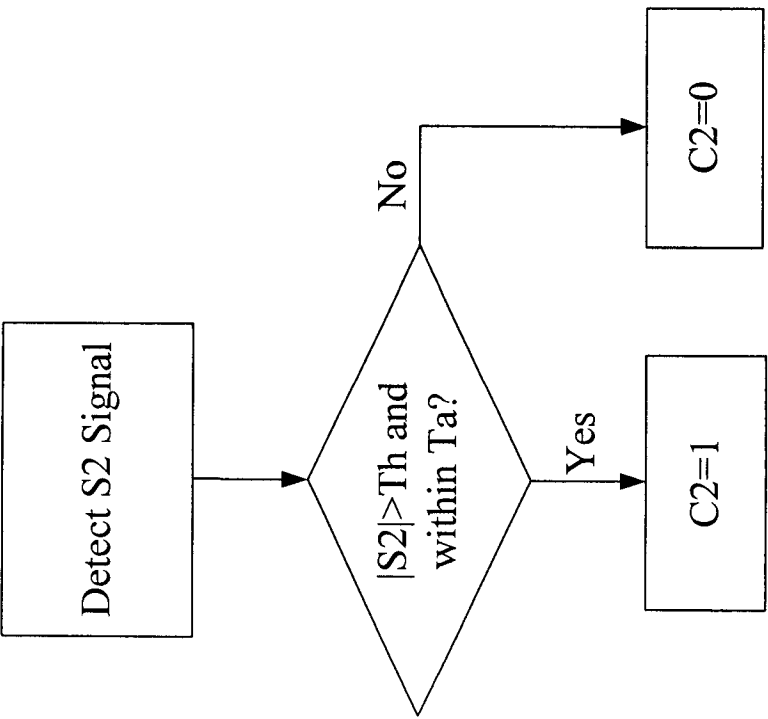 Detect S2 Signal
|S2|>Th and
within Ta?
No
Yes
C2=1
C2=0